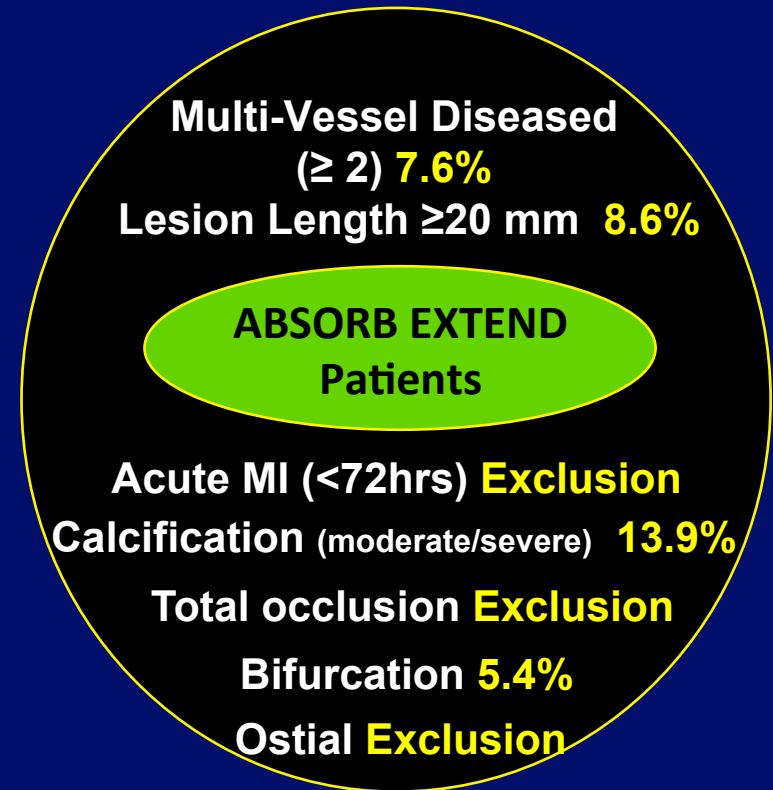 Multi-Vessel Diseased
(≥ 2) 7.6%
Lesion Length ≥20 mm 8.6%
ABSORB EXTEND
Patients
Acute MI (<72hrs) Exclusion
Calcification (moderate/severe) 13.9%
Total occlusion Exclusion
Bifurcation 5.4%
Ostial Exclusion